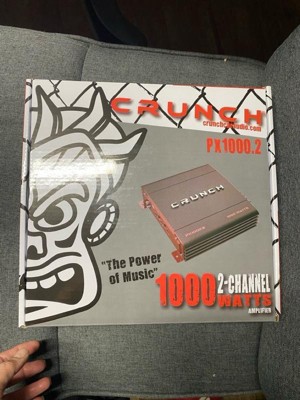 CRUNCH
crunchcaraudio.com
PX1000.2
CRUNCH
"The Power
of Music"
1000
2-CHANNEL
WATTS
AMPLIFIER